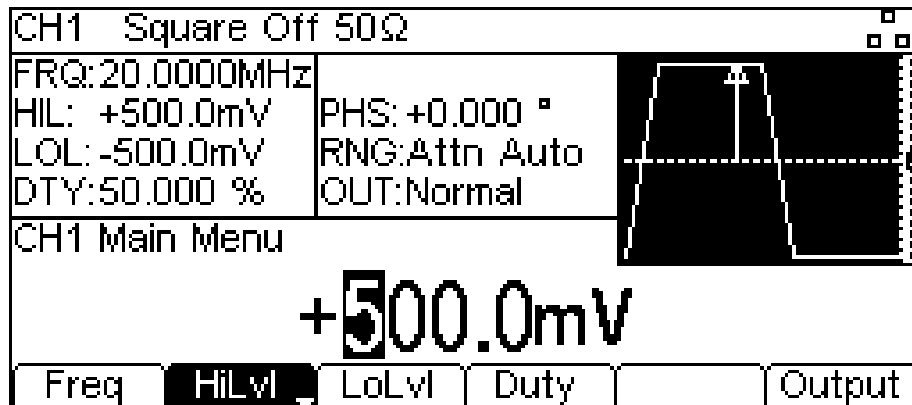 CH1 Square Off 50Ω
FRQ:20.0000MHz
HIL: +500.0mV
PHS:+0.000 °
LOL:-500.0mV
RNG:Attn Auto
DTY:50.000 %
OUT:Normal
CH1 Main Menu
+500.0mV
Freq HiLvl LoLvl Duty Output